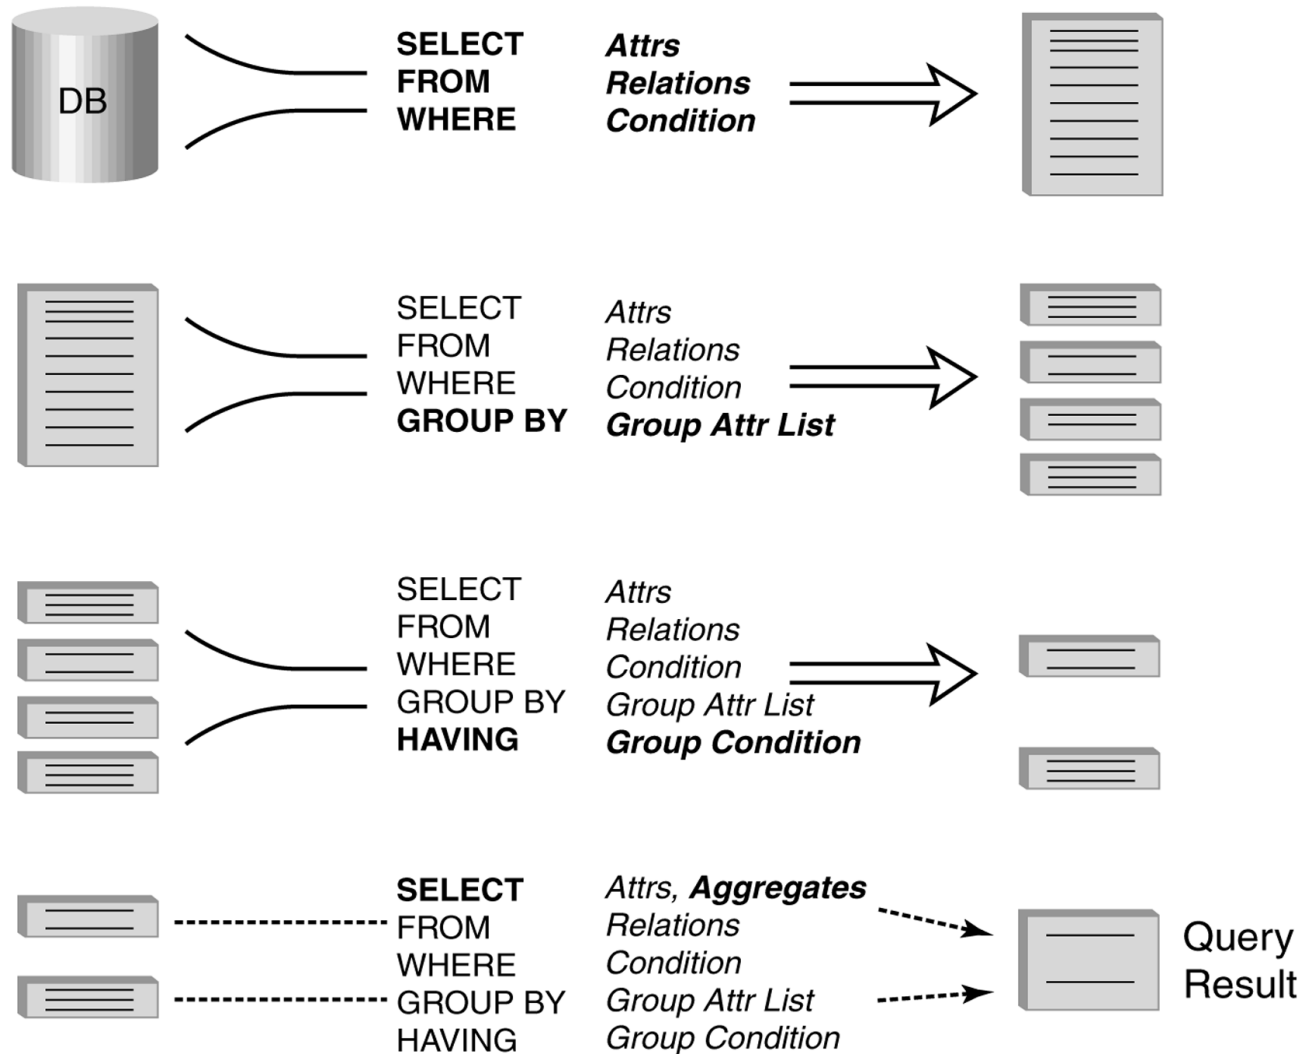 DB
SELECT Attrs
FROM Relations
WHERE Condition
SELECT Attrs
FROM Relations
WHERE Condition
GROUP BY Group Attr List
SELECT Attrs
FROM Relations
WHERE Condition
GROUP BY Group Attr List
HAVING Group Condition
SELECT Attrs, Aggregates
FROM Relations
WHERE Condition
GROUP BY Group Attr List
HAVING Group Condition
Query
Result